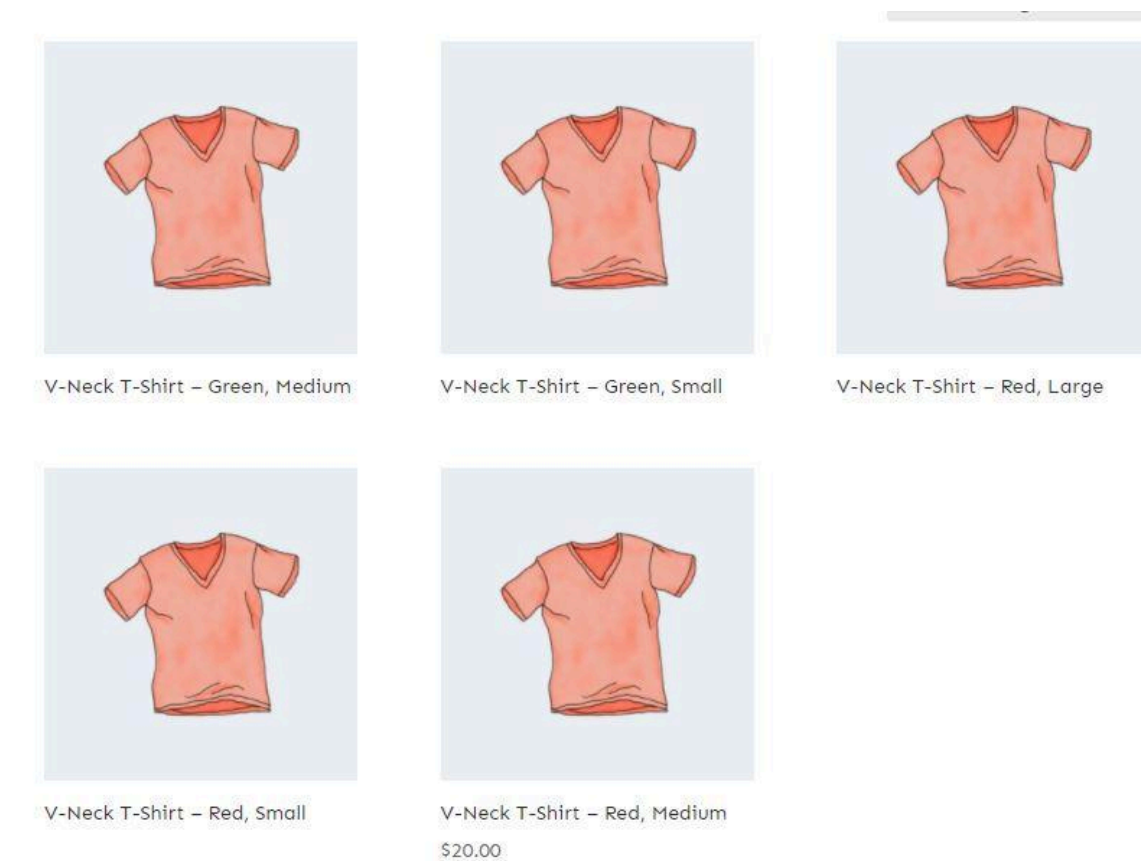 V-Neck T-Shirt – Green, Medium
V-Neck T-Shirt – Green, Small
V-Neck T-Shirt – Red, Large
V-Neck T-Shirt – Red, Small
V-Neck T-Shirt – Red, Medium
$20.00